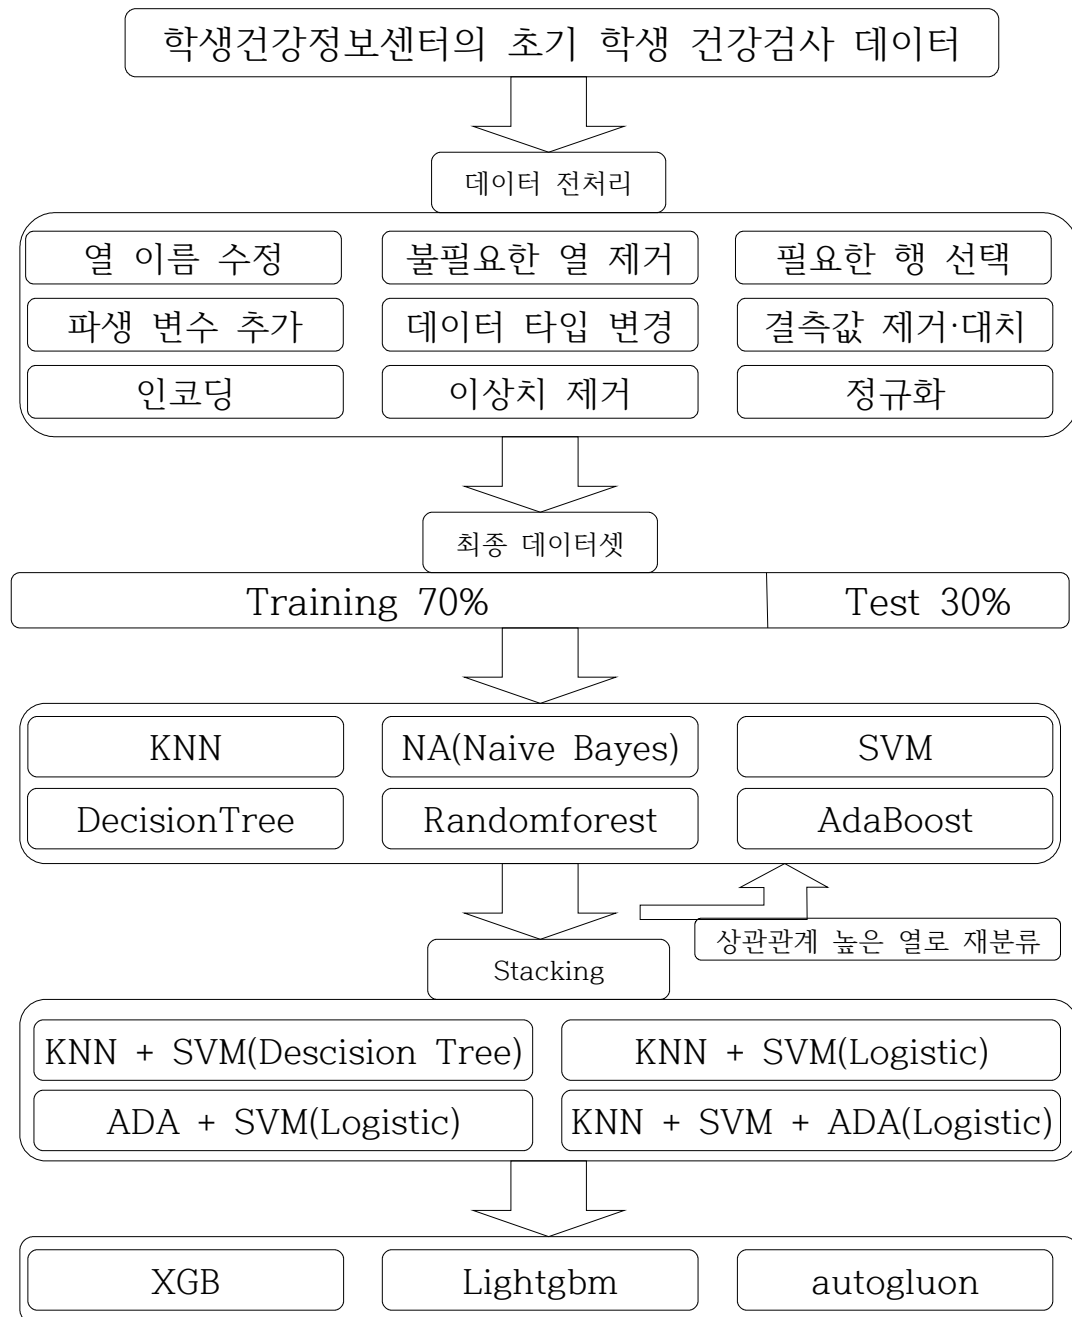 학생건강정보센터의 초기 학생 건강검사 데이터
데이터 전처리
열 이름 수정
불필요한 열 제거
필요한 행 선택
파생 변수 추가
데이터 타입 변경
결측값 제거·대치
인코딩
이상치 제거
정규화
최종 데이터셋
Training 70%
Test 30%
KNN
NA(Naive Bayes)
SVM
DecisionTree
Randomforest
AdaBoost
상관관계 높은 열로 재분류
Stacking
KNN + SVM(Descision Tree)
KNN + SVM(Logistic)
ADA + SVM(Logistic)
KNN + SVM + ADA(Logistic)
XGB
Lightgbm
autogluon